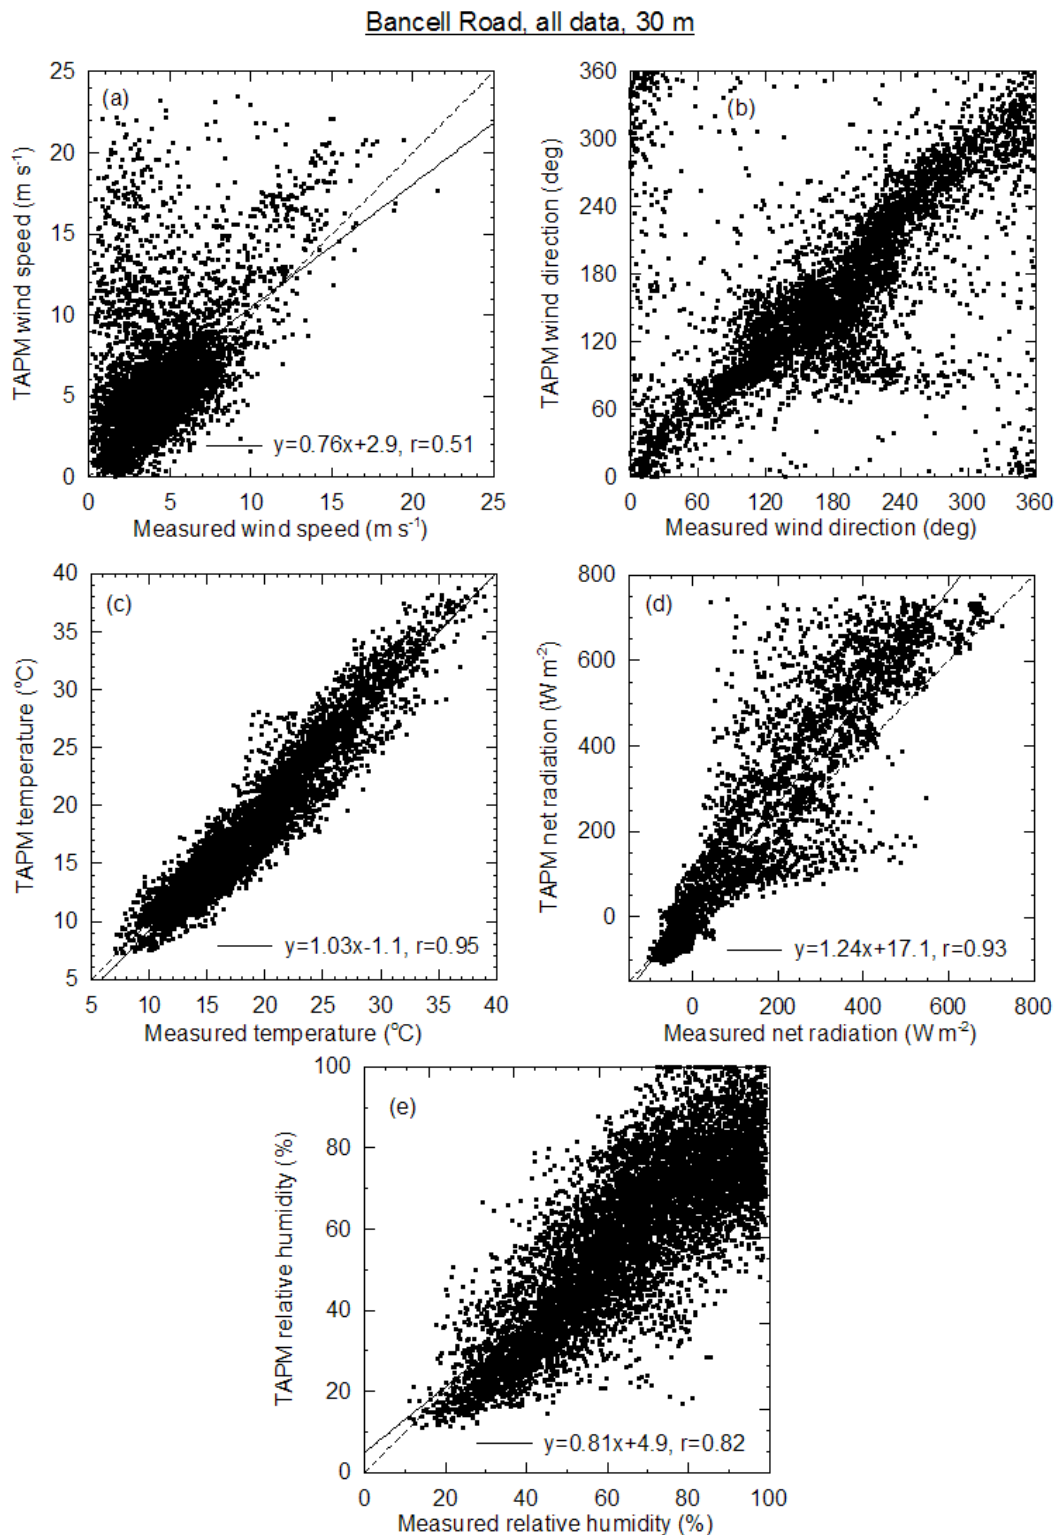 Bancell Road, all data, 30 m
(a)
25
20
15
10
5
0
TAPM wind speed (m s-1)
y=0.76x+2.9, r=0.51
0 5 10 15 20 25
Measured wind speed (m s-1)
(b)
360
300
240
180
120
60
0
TAPM wind direction (deg)
0 60 120 180 240 300 360
Measured wind direction (deg)
(c)
40
35
30
25
20
15
10
5
TAPM temperature (oC)
y=1.03x-1.1, r=0.95
5 10 15 20 25 30 35 40
Measured temperature (oC)
(d)
800
600
400
200
0
TAPM net radiation (W m-2)
y=1.24x+17.1, r=0.93
0 200 400 600 800
Measured net radiation (W m-2)
(e)
100
80
60
40
20
0
TAPM relative humidity (%)
y=0.81x+4.9, r=0.82
0 20 40 60 80 100
Measured relative humidity (%)